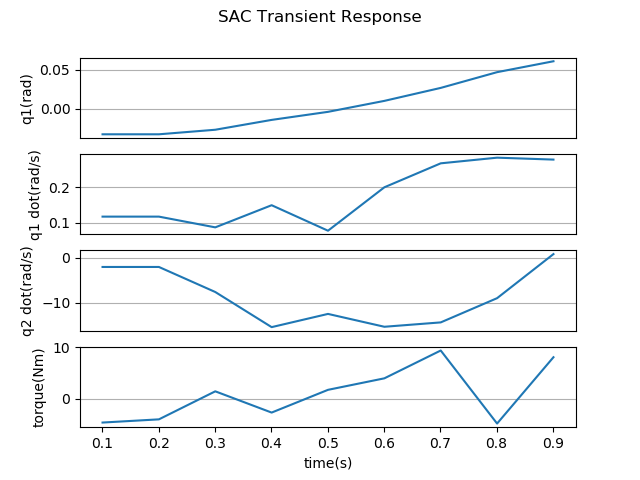 SAC Transient Response
0.05
0.00
q1(rad)
0.2
0.1
q1 dot(rad/s)
0
−10
q2 dot(rad/s)
10
0
torque(Nm)
0.1 0.2 0.3 0.4 0.5 0.6 0.7 0.8 0.9
time(s)